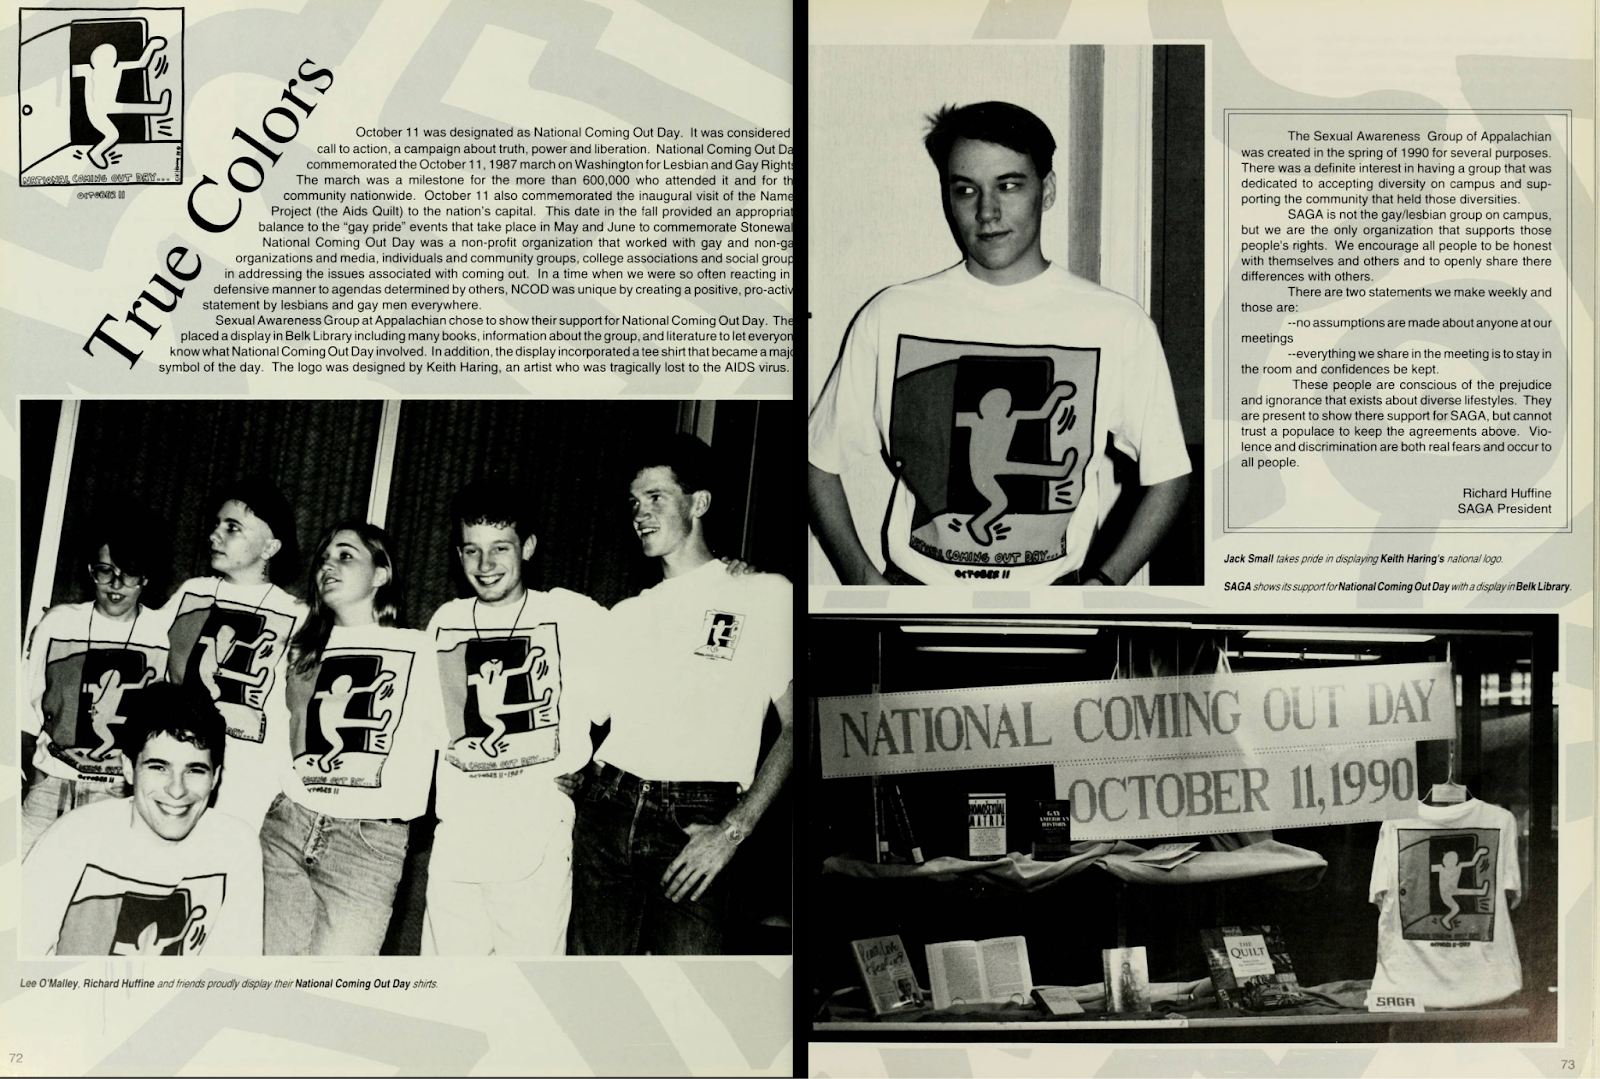 NATIONAL COMING OUT DAY...
OCTOBER 11
True Colors
October 11 was designated as National Coming Out Day. It was considered
call to action, a campaign about truth, power and liberation. National Coming Out Da
commemorated the October 11, 1987 march on Washington for Lesbian and Gay Rights
The march was a milestone for the more than 600,000 who attended it and for th
community nationwide. October 11 also commemorated the inaugural visit of the Name
Project (the Aids Quilt) to the nation's capital. This date in the fall provided an appropriat
balance to the "gay pride" events that take place in May and June to commemorate Stonewal
National Coming Out Day was a non-profit organization that worked with gay and non-ga
organizations and media, individuals and community groups, college associations and social group
in addressing the issues associated with coming out. In a time when we were so often reacting in
defensive manner to agendas determined by others, NCOD was unique by creating a positive, pro-activ
statement by lesbians and gay men everywhere.
Sexual Awareness Group at Appalachian chose to show their support for National Coming Out Day. The
placed a display in Belk Library including many books, information about the group, and literature to let everyon
know what National Coming Out Day involved. In addition, the display incorporated a tee shirt that became a majo
symbol of the day. The logo was designed by Keith Haring, an artist who was tragically lost to the AIDS virus.
Lee O'Malley, Richard Huffine and friends proudly display their National Coming Out Day shirts.
72
NATIONAL COMING OUT DAY...
OCTOBER 11
The Sexual Awareness Group of Appalachian
was created in the spring of 1990 for several purposes.
There was a definite interest in having a group that was
dedicated to accepting diversity on campus and sup-
porting the community that held those diversities.
SAGA is not the gay/lesbian group on campus,
but we are the only organization that supports those
people's rights. We encourage all people to be honest
with themselves and others and to openly share there
differences with others.
There are two statements we make weekly and
those are:
--no assumptions are made about anyone at our
meetings
--everything we share in the meeting is to stay in
the room and confidences be kept.
These people are conscious of the prejudice
and ignorance that exists about diverse lifestyles. They
are present to show there support for SAGA, but cannot
trust a populace to keep the agreements above. Vio-
lence and discrimination are both real fears and occur to
all people.
Richard Huffine
SAGA President
Jack Small takes pride in displaying Keith Haring's national logo.
SAGA shows its support for National Coming Out Day with a display in Belk Library.
NATIONAL COMING OUT DAY
OCTOBER 11, 1990
HOMOSEXUAL
MATRIX
GAY
AMERICAN
HISTORY
THE
QUILT
SAGA
73